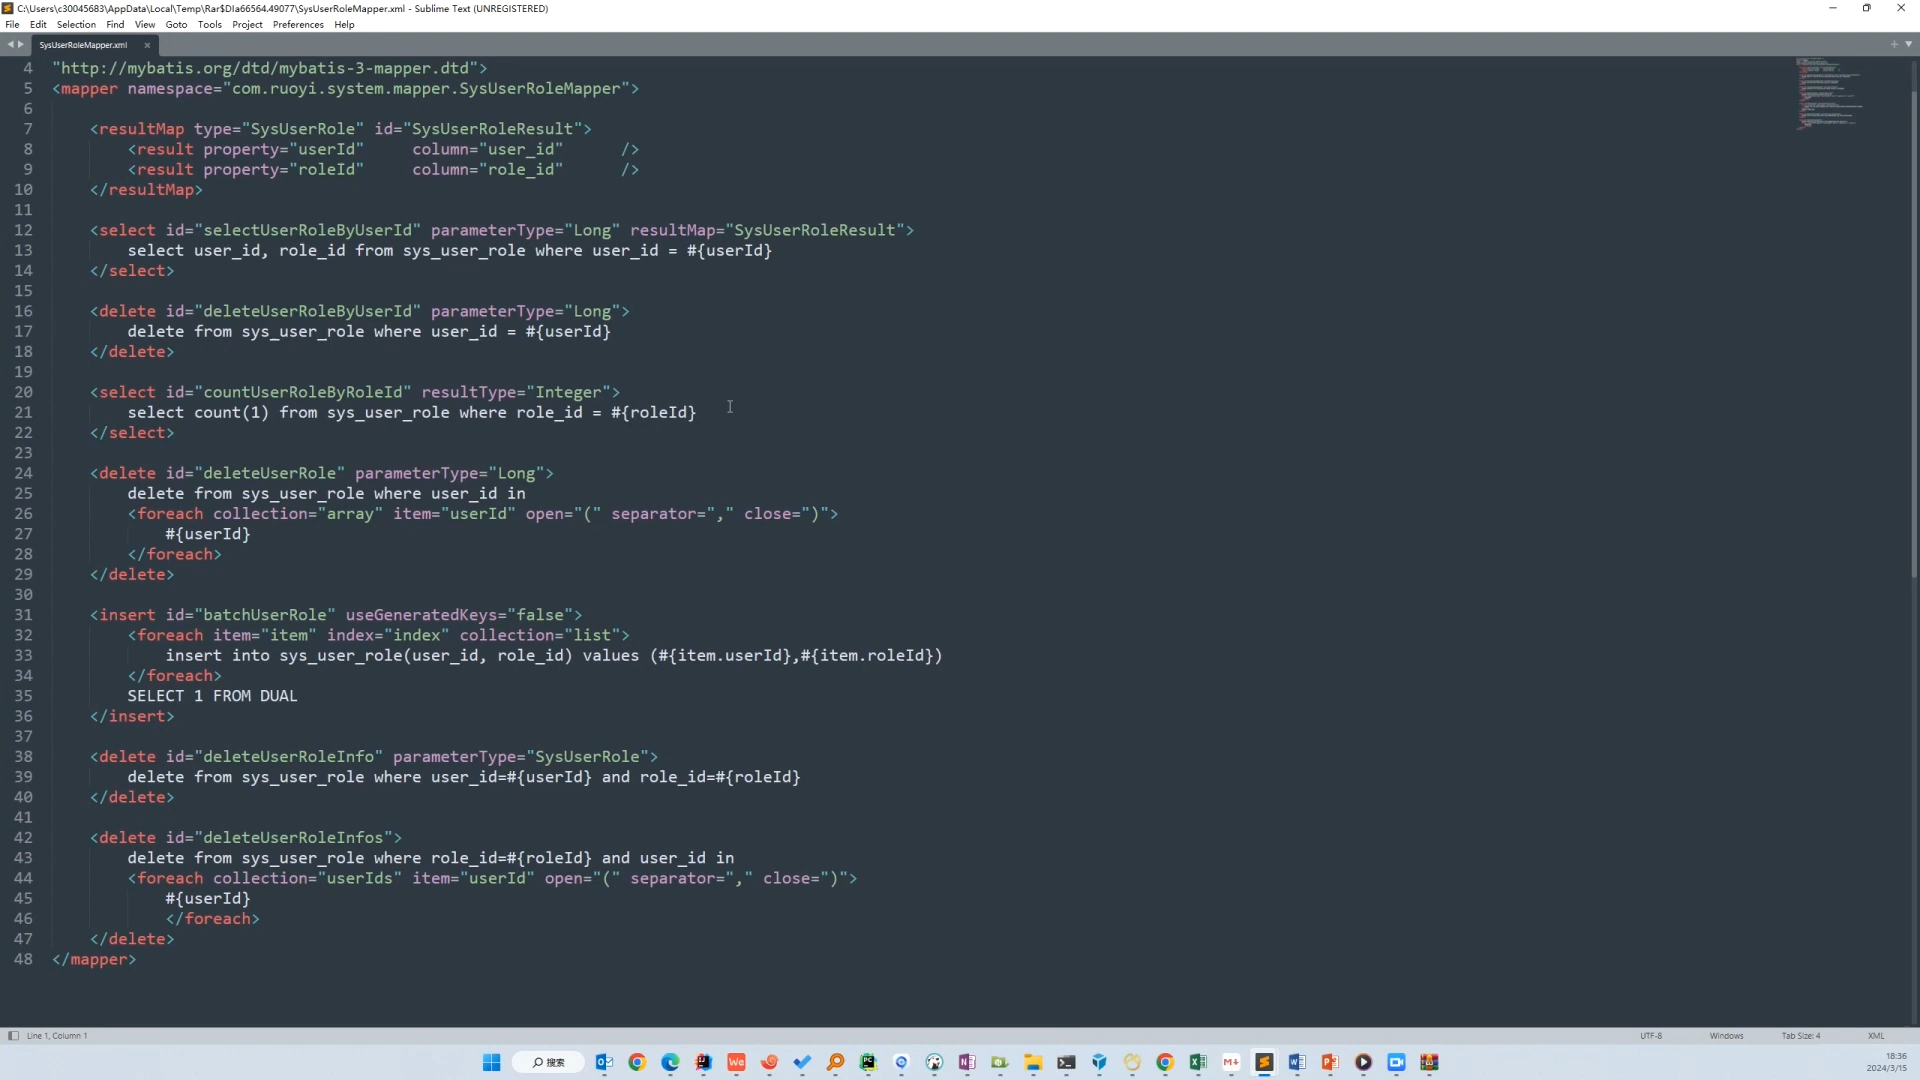 C:\Users\c30045683\AppData\Local\Temp\Rar$DIa66564.49077\SysUserRoleMapper.xml - Sublime Text (UNREGISTERED)
File Edit Selection Find View Goto Tools Project Preferences Help
SysUserRoleMapper.xml
4 "http://mybatis.org/dtd/mybatis-3-mapper.dtd">
5 <mapper namespace="com.ruoyi.system.mapper.SysUserRoleMapper">
6
7 <resultMap type="SysUserRole" id="SysUserRoleResult">
8 <result property="userId" column="user_id" />
9 <result property="roleId" column="role_id" />
10 </resultMap>
11
12 <select id="selectUserRoleByUserId" parameterType="Long" resultMap="SysUserRoleResult">
13 select user_id, role_id from sys_user_role where user_id = #{userId}
14 </select>
15
16 <delete id="deleteUserRoleByUserId" parameterType="Long">
17 delete from sys_user_role where user_id = #{userId}
18 </delete>
19
20 <select id="countUserRoleByRoleId" resultType="Integer">
21 select count(1) from sys_user_role where role_id = #{roleId}
22 </select>
23
24 <delete id="deleteUserRole" parameterType="Long">
25 delete from sys_user_role where user_id in
26 <foreach collection="array" item="userId" open="(" separator="," close=")">
27 #{userId}
28 </foreach>
29 </delete>
30
31 <insert id="batchUserRole" useGeneratedKeys="false">
32 <foreach item="item" index="index" collection="list">
33 insert into sys_user_role(user_id, role_id) values (#{item.userId},#{item.roleId})
34 </foreach>
35 SELECT 1 FROM DUAL
36 </insert>
37
38 <delete id="deleteUserRoleInfo" parameterType="SysUserRole">
39 delete from sys_user_role where user_id=#{userId} and role_id=#{roleId}
40 </delete>
41
42 <delete id="deleteUserRoleInfos">
43 delete from sys_user_role where role_id=#{roleId} and user_id in
44 <foreach collection="userIds" item="userId" open="(" separator="," close=")">
45 #{userId}
46 </foreach>
47 </delete>
48 </mapper>
Line 1, Column 1 UTF-8 Windows Tab Size: 4 XML
搜索
18:36
2024/3/15